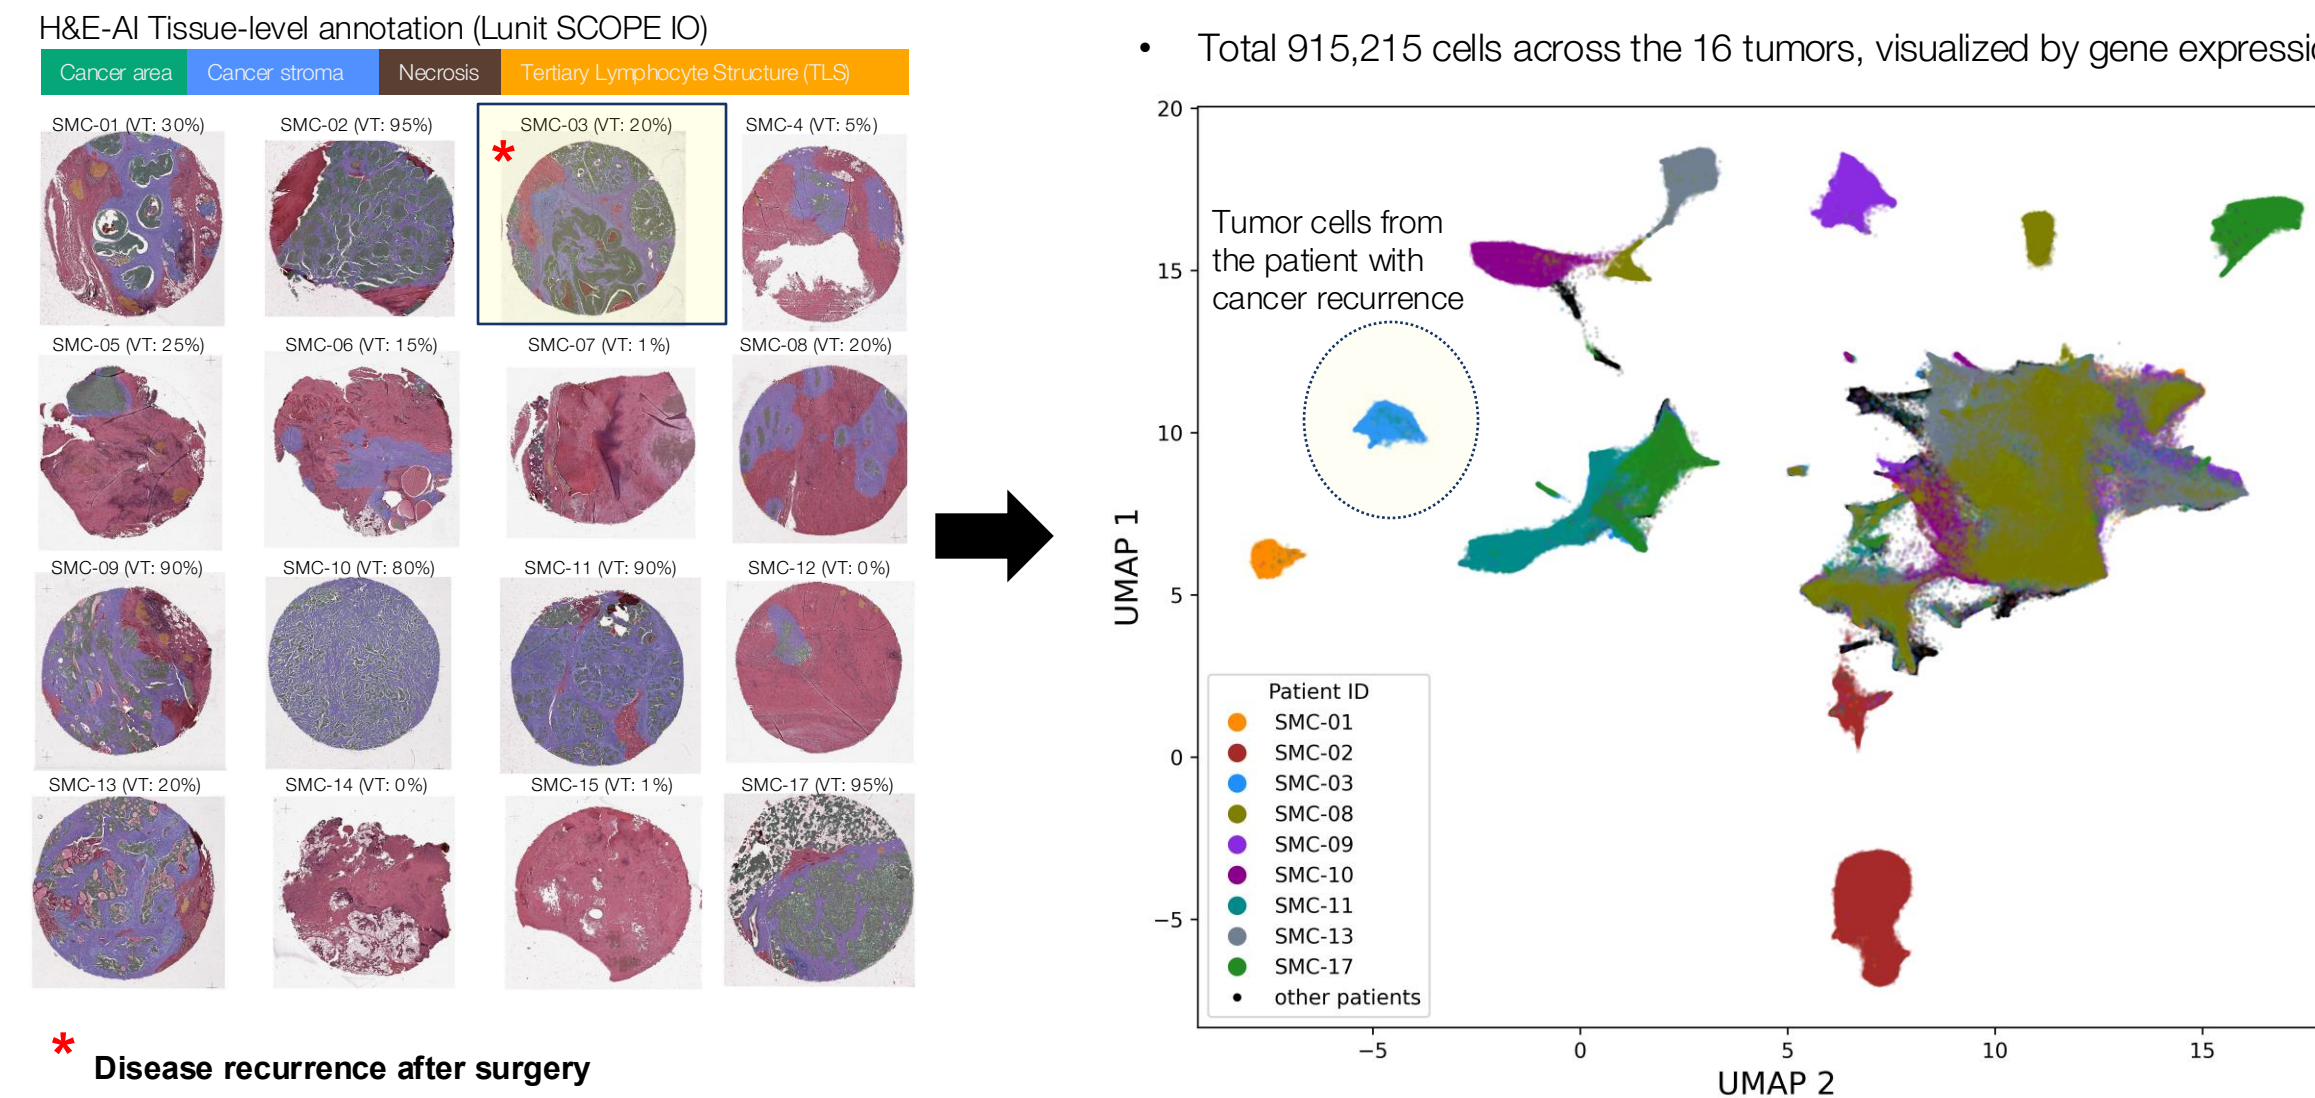 H&E-AI Tissue-level annotation (Lunit SCOPE IO)
Cancer area Cancer stroma Necrosis Tertiary Lymphocyte Structure (TLS)
SMC-01 (VT: 30%) SMC-02 (VT: 95%) SMC-03 (VT: 20%) SMC-4 (VT: 5%)
*
SMC-05 (VT: 25%) SMC-06 (VT: 15%) SMC-07 (VT: 1%) SMC-08 (VT: 20%)
SMC-09 (VT: 90%) SMC-10 (VT: 80%) SMC-11 (VT: 90%) SMC-12 (VT: 0%)
SMC-13 (VT: 20%) SMC-14 (VT: 0%) SMC-15 (VT: 1%) SMC-17 (VT: 95%)
* Disease recurrence after surgery
• Total 915,215 cells across the 16 tumors, visualized by gene expressi
Tumor cells from
the patient with
cancer recurrence
UMAP 1
20
15
10
5
0
−5
Patient ID
SMC-01
SMC-02
SMC-03
SMC-08
SMC-09
SMC-10
SMC-11
SMC-13
SMC-17
other patients
−5 0 5 10 15
UMAP 2